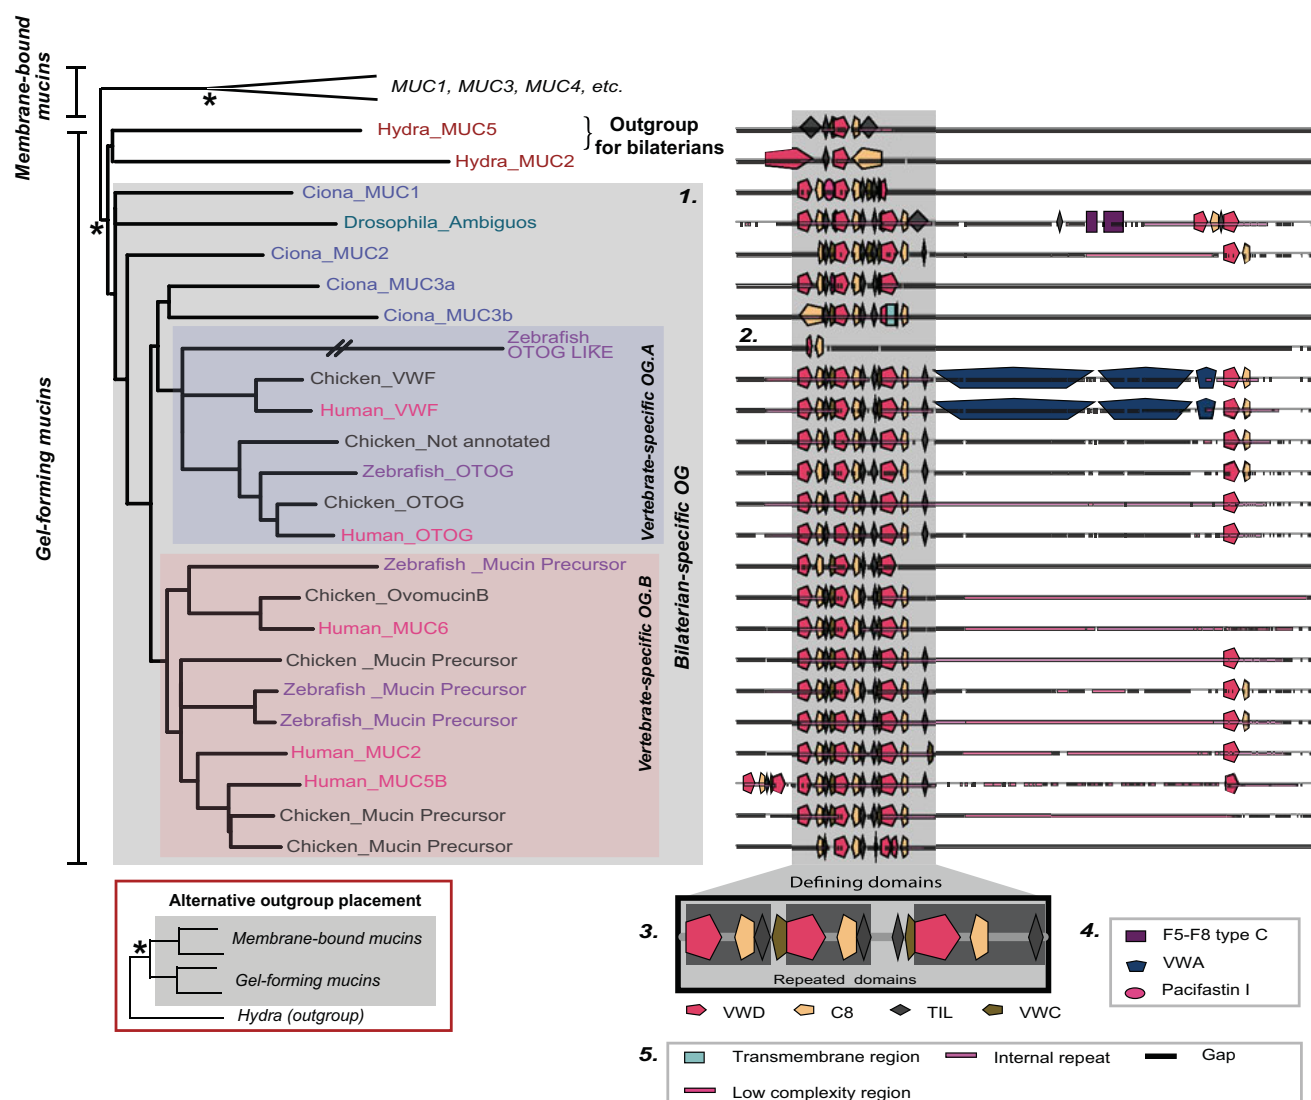 Membrane-bound
mucins
*
MUC1, MUC3, MUC4, etc.
Hydra_MUC5
Hydra_MUC2
} Outgroup
for bilaterians
*
Gel-forming mucins
1.
Ciona_MUC1
Drosophila_Ambiguos
Ciona_MUC2
Ciona_MUC3a
Ciona_MUC3b
2.
Zebrafish
OTOG LIKE
Chicken_VWF
Human_VWF
Chicken_Not annotated
Zebrafish_OTOG
Chicken_OTOG
Human_OTOG
Vertebrate-specific OG.A
Bilaterian-specific OG
Zebrafish _Mucin Precursor
Chicken_OvomucinB
Human_MUC6
Chicken _Mucin Precursor
Zebrafish _Mucin Precursor
Zebrafish_Mucin Precursor
Human_MUC2
Human_MUC5B
Chicken_Mucin Precursor
Chicken_Mucin Precursor
Vertebrate-specific OG.B
Alternative outgroup placement
*
Membrane-bound mucins
Gel-forming mucins
Hydra (outgroup)
Defining domains
3.
Repeated domains
VWD C8 TIL VWC
4.
F5-F8 type C
VWA
Pacifastin I
5.
Transmembrane region Internal repeat Gap
Low complexity region